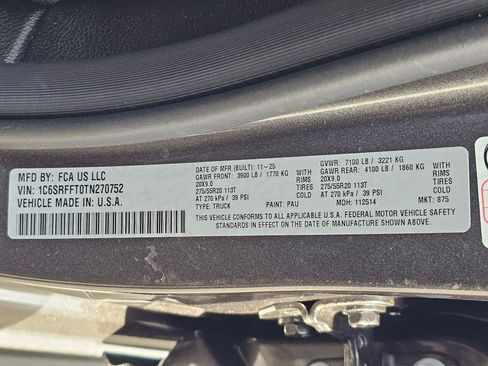 MFD BY: FCA US LLC
VIN: 1C6SRFFT0TN270752
VEHICLE MADE IN: U.S.A.
DATE OF MFR (BUILT): 11-25 GVWR: 7100 LB / 3221 KG
GAWR FRONT: 3900 LB / 1770 KG WITH GAWR REAR: 4100 LB / 1860 KG WITH
20X9.0 RIMS 20X9.0 RIMS
275/55R20 113T TIRES 275/55R20 113T TIRES
AT 270 kPa / 39 PSI COLD AT 270 kPa / 39 PSI COLD
TYPE: TRUCK PAINT: PAU MDH: 112514 MKT: 875
THIS VEHICLE CONFORMS TO ALL APPLICABLE U.S.A. FEDERAL MOTOR VEHICLE SAFETY
STANDARDS IN EFFECT ON THE DATE OF MANUFACTURE SHOWN ABOVE.